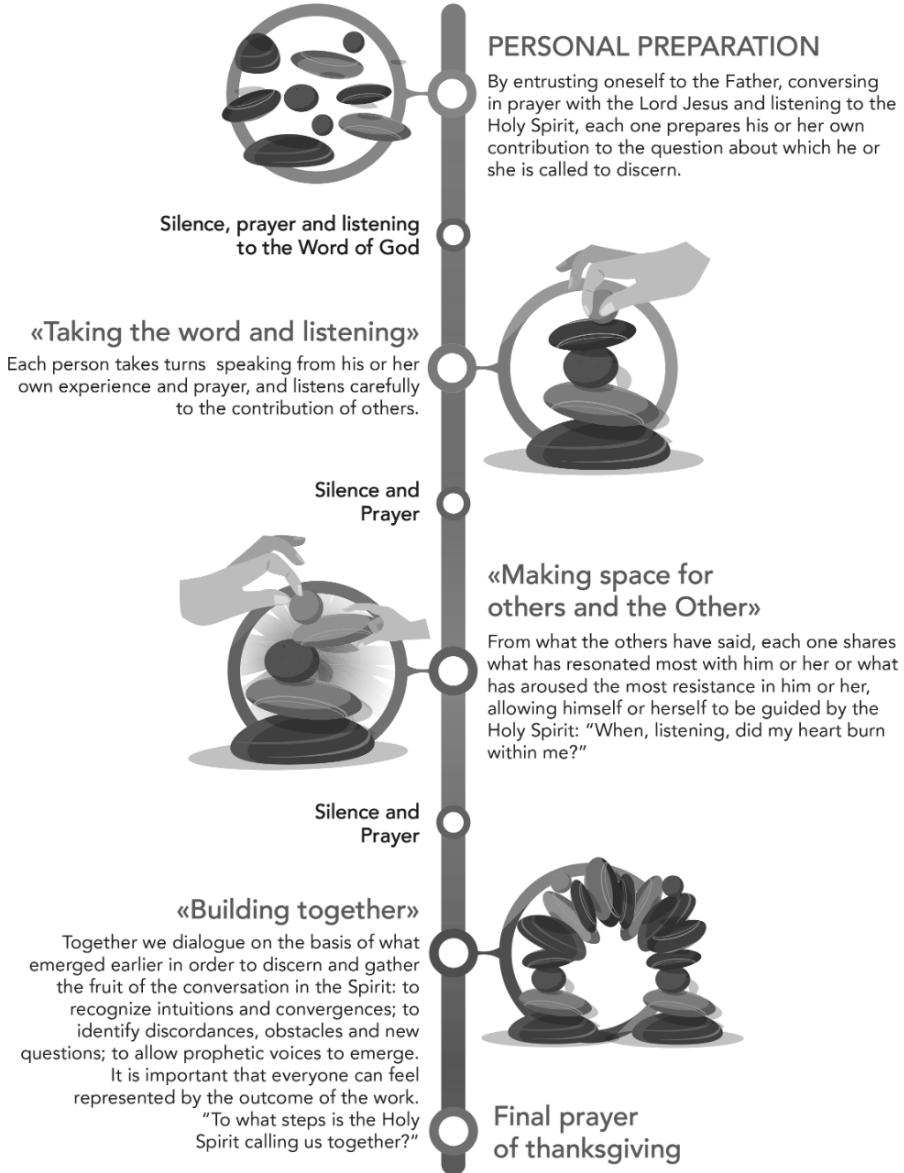 PERSONAL PREPARATION
By entrusting oneself to the Father, conversing
in prayer with the Lord Jesus and listening to the
Holy Spirit, each one prepares his or her own
contribution to the question about which he or
she is called to discern.
Silence, prayer and listening
to the Word of God
«Taking the word and listening»
Each person takes turns speaking from his or her
own experience and prayer, and listens carefully
to the contribution of others.
Silence and
Prayer
«Making space for
others and the Other»
From what the others have said, each one shares
what has resonated most with him or her or what
has aroused the most resistance in him or her,
allowing himself or herself to be guided by the
Holy Spirit: “When, listening, did my heart burn
within me?”
Silence and
Prayer
«Building together»
Together we dialogue on the basis of what
emerged earlier in order to discern and gather
the fruit of the conversation in the Spirit: to
recognize intuitions and convergences; to
identify discordances, obstacles and new
questions; to allow prophetic voices to emerge.
It is important that everyone can feel
represented by the outcome of the work.
“To what steps is the Holy
Spirit calling us together?”
Final prayer
of thanksgiving